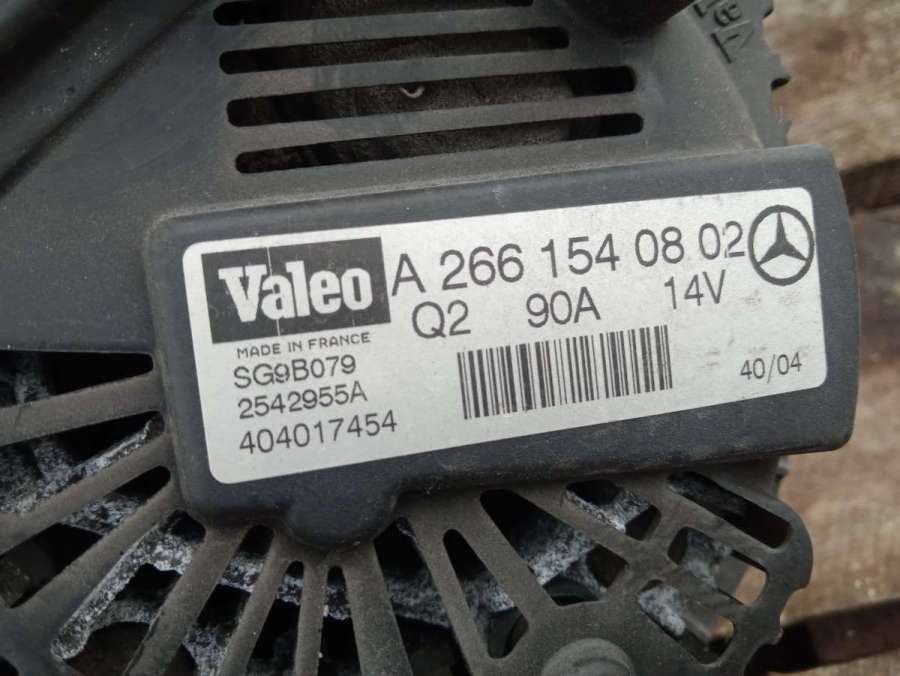 Valeo
A 266 154 08 02
Q2 90A 14V
MADE IN FRANCE
SG9B079
2542955A
404017454
40/04